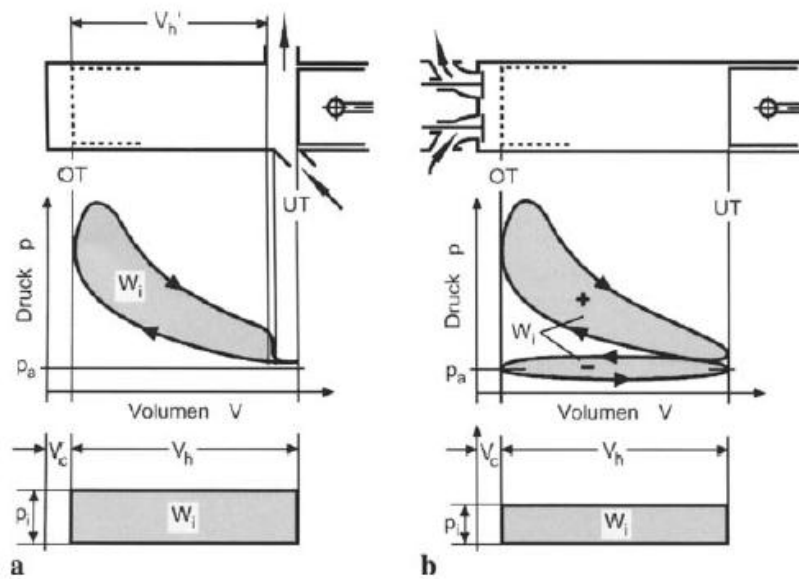 V_h'
OT
UT
Druck p
W_i
p_a
Volumen V
V_c
V_h
p_i
W_i
a
OT
UT
Druck p
+
W_i
−
p_a
Volumen V
V_c
V_h
p_i
W_i
b